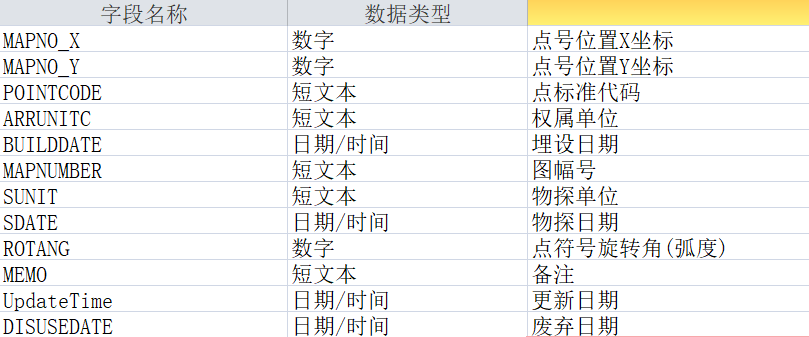 字段名称 数据类型
MAPNO_X 数字 点号位置X坐标
MAPNO_Y 数字 点号位置Y坐标
POINTCODE 短文本 点标准代码
ARRUNITC 短文本 权属单位
BUILDDATE 日期/时间 埋设日期
MAPNUMBER 短文本 图幅号
SUNIT 短文本 物探单位
SDATE 日期/时间 物探日期
ROTANG 数字 点符号旋转角(弧度)
MEMO 短文本 备注
UpdateTime 日期/时间 更新日期
DISUSEDATE 日期/时间 废弃日期